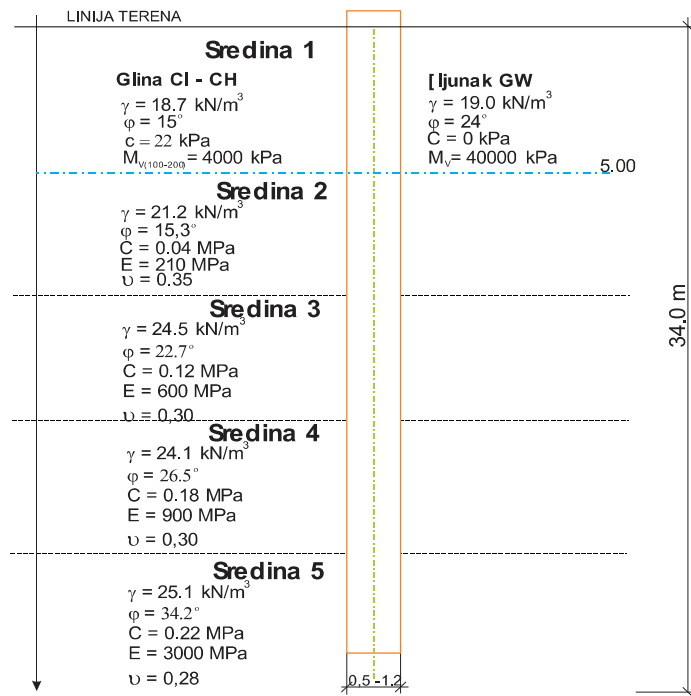 LINIJA TERENA
Sredina 1
Glina CI - CH
γ = 18.7 kN/m³
φ = 15°
c = 22 kPa
M V(100-200) = 4000 kPa
[ljunak GW
γ = 19.0 kN/m³
φ = 24°
C = 0 kPa
Mᵥ= 40000 kPa
5.00
Sredina 2
γ = 21.2 kN/m³
φ = 15,3°
C = 0.04 MPa
E = 210 MPa
υ = 0.35
Sredina 3
γ = 24.5 kN/m³
φ = 22.7°
C = 0.12 MPa
E = 600 MPa
υ = 0,30
Sredina 4
γ = 24.1 kN/m³
φ = 26.5°
C = 0.18 MPa
E = 900 MPa
υ = 0,30
Sredina 5
γ = 25.1 kN/m³
φ = 34.2°
C = 0.22 MPa
E = 3000 MPa
υ = 0,28
0,5 -1,2
34.0 m